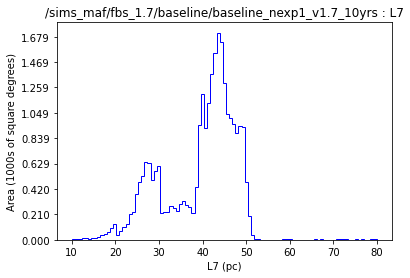 /sims_maf/fbs_1.7/baseline/baseline_nexp1_v1.7_10yrs : L7
Area (1000s of square degrees)
1.679
1.469
1.259
1.049
0.839
0.629
0.420
0.210
0.000
10 20 30 40 50 60 70 80
L7 (pc)